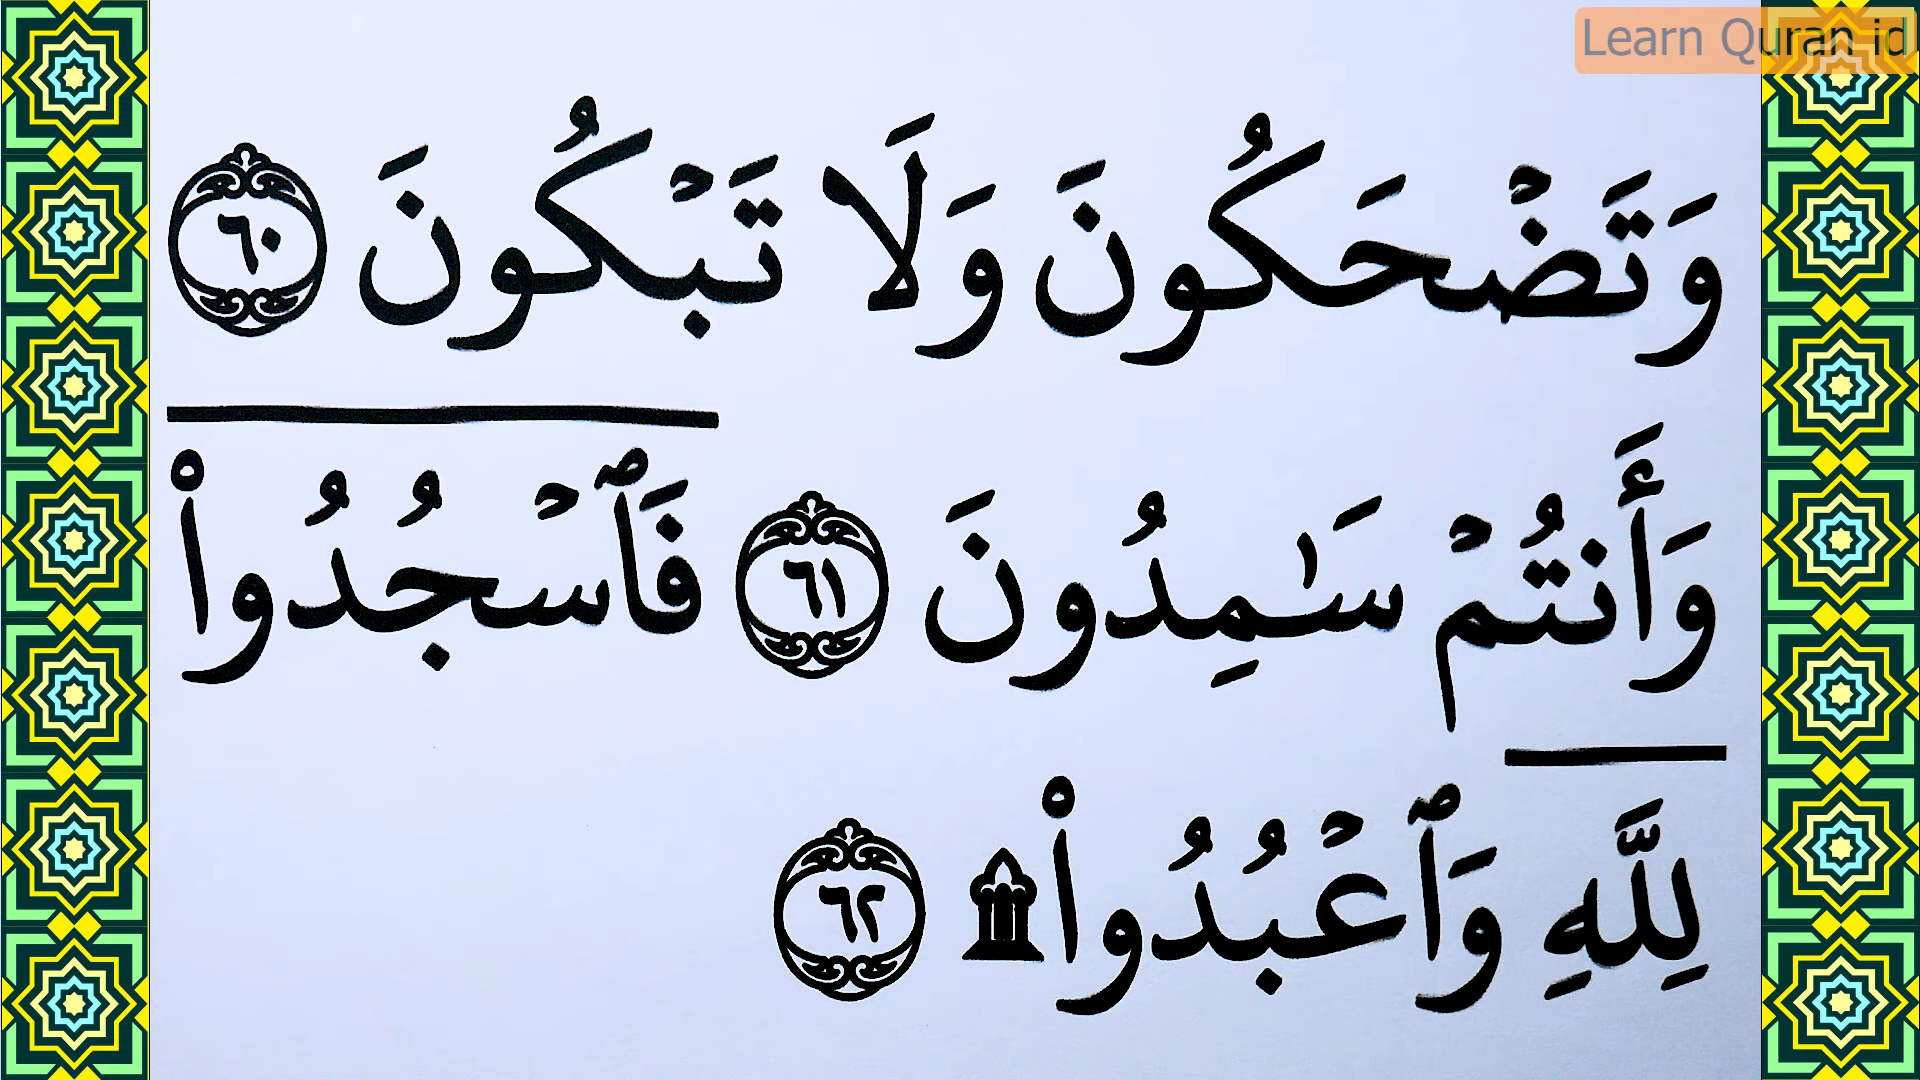 Learn Quran id
وَتَضْحَكُونَ وَلَا تَبْكُونَ ٦٠
وَأَنتُمْ سَـٰمِدُونَ ٦١ فَٱسْجُدُوا۟
لِلَّهِ وَٱعْبُدُوا۟ ۩ ٦٢